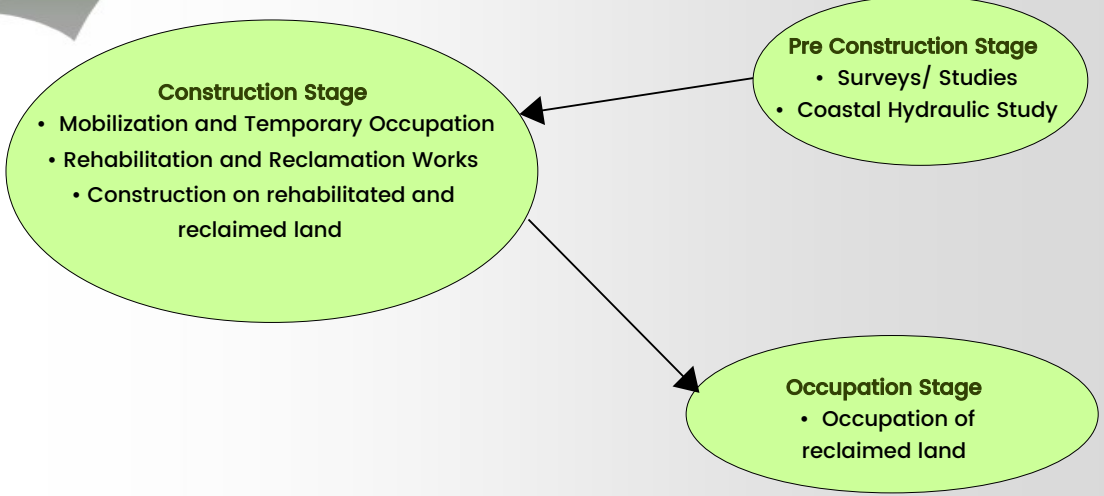 Pre Construction Stage
• Surveys/ Studies
• Coastal Hydraulic Study
Construction Stage
• Mobilization and Temporary Occupation
• Rehabilitation and Reclamation Works
• Construction on rehabilitated and
reclaimed land
Occupation Stage
• Occupation of
reclaimed land